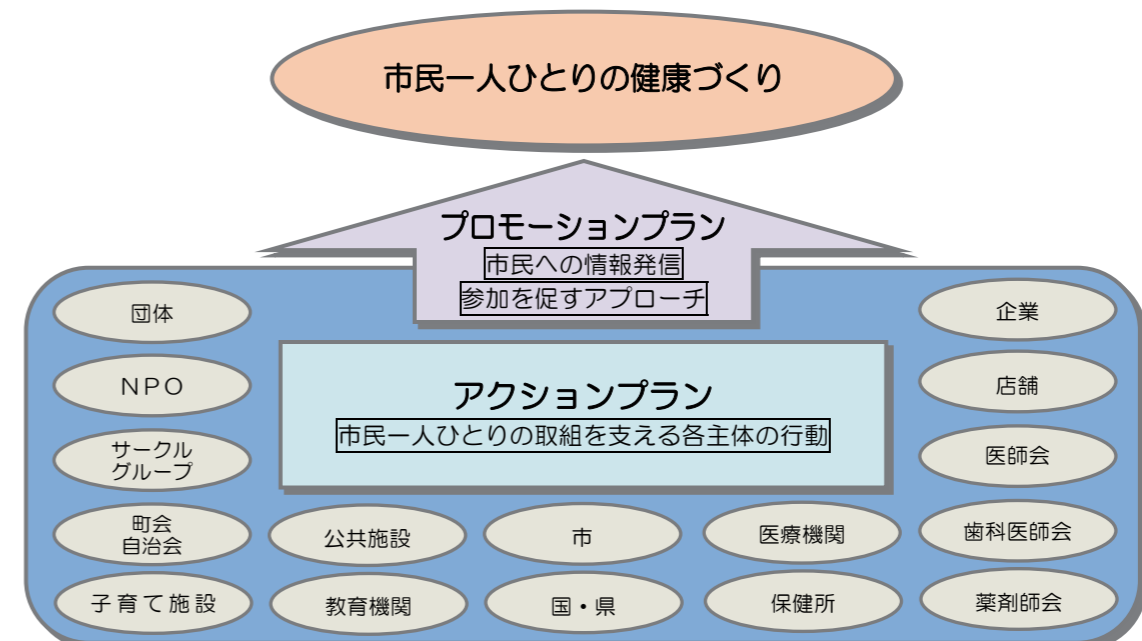 市民一人ひとりの健康づくり
プロモーションプラン
市民への情報発信
参加を促すアプローチ
団体
企業
NPO
アクションプラン
店舗
市民一人ひとりの取組を支える各主体の行動
サークル
グループ
医師会
町会
自治会
公共施設
市
医療機関
歯科医師会
子育て施設
教育機関
国・県
保健所
薬剤師会